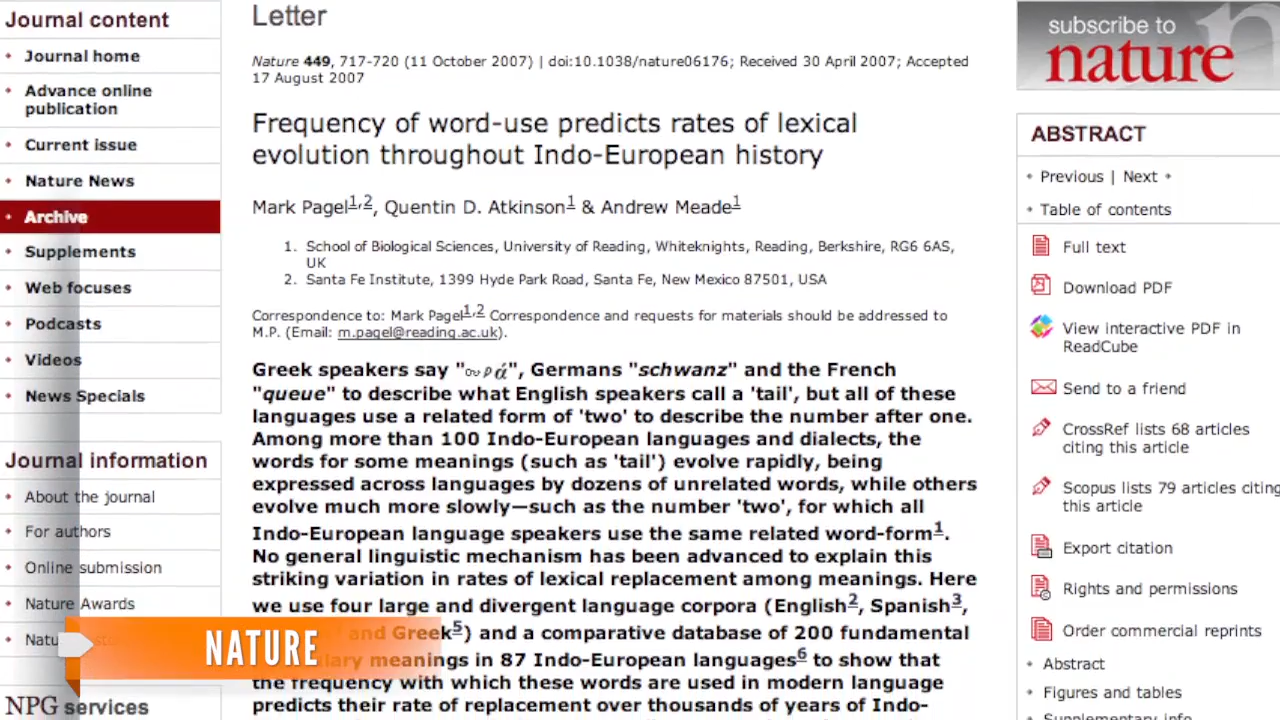 Journal content
Journal home
Advance online
publication
Current issue
Nature News
Archive
Supplements
Web focuses
Podcasts
Videos
News Specials
Journal information
About the journal
For authors
Online submission
Nature Awards
NPG services
Letter
Nature 449, 717-720 (11 October 2007) | doi:10.1038/nature06176; Received 30 April 2007; Accepted
17 August 2007
Frequency of word-use predicts rates of lexical
evolution throughout Indo-European history
Mark Pagel1,2, Quentin D. Atkinson1 & Andrew Meade1
1. School of Biological Sciences, University of Reading, Whiteknights, Reading, Berkshire, RG6 6AS,
UK
2. Santa Fe Institute, 1399 Hyde Park Road, Santa Fe, New Mexico 87501, USA
Correspondence to: Mark Pagel1,2 Correspondence and requests for materials should be addressed to
M.P. (Email: m.pagel@reading.ac.uk).
Greek speakers say "", Germans "schwanz" and the French
"queue" to describe what English speakers call a 'tail', but all of these
languages use a related form of 'two' to describe the number after one.
Among more than 100 Indo-European languages and dialects, the
words for some meanings (such as 'tail') evolve rapidly, being
expressed across languages by dozens of unrelated words, while others
evolve much more slowly—such as the number 'two', for which all
Indo-European language speakers use the same related word-form1.
No general linguistic mechanism has been advanced to explain this
striking variation in rates of lexical replacement among meanings. Here
we use four large and divergent language corpora (English2, Spanish3,
and Greek5) and a comparative database of 200 fundamental
meanings in 87 Indo-European languages6 to show that
the frequency with which these words are used in modern language
predicts their rate of replacement over thousands of years of Indo-
NATURE
subscribe to
nature
ABSTRACT
Previous | Next
Table of contents
Full text
Download PDF
View interactive PDF in
ReadCube
Send to a friend
CrossRef lists 68 articles
citing this article
Scopus lists 79 articles citing
this article
Export citation
Rights and permissions
Order commercial reprints
Abstract
Figures and tables
Supplementary info